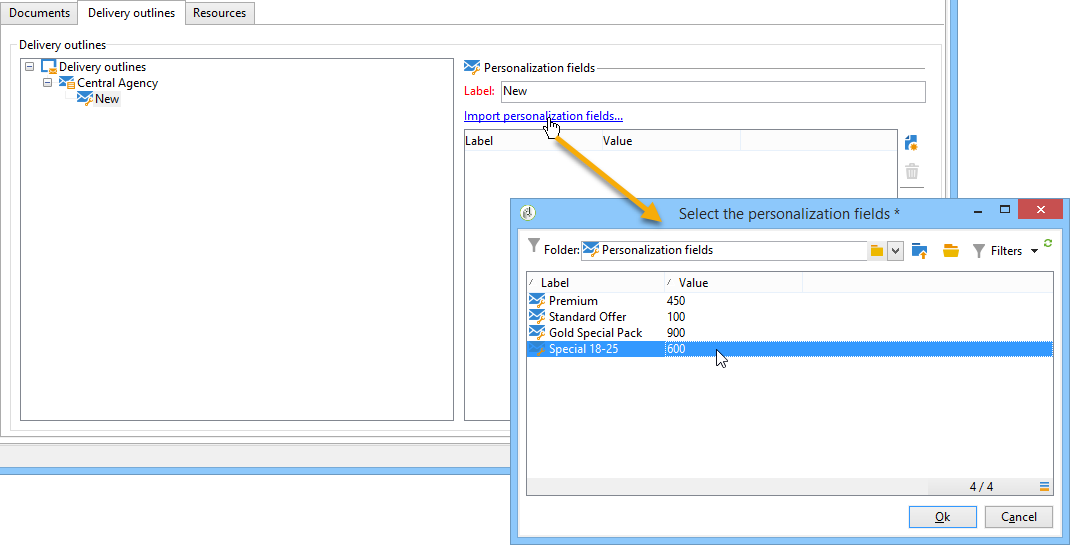 Documents Delivery outlines Resources
Delivery outlines
Delivery outlines
Central Agency
New
Personalization fields
Label: New
Import personalization fields...
Label Value
Select the personalization fields *
Folder: Personalization fields Filters
Label Value
Premium 450
Standard Offer 100
Gold Special Pack 900
Special 18-25 600
4 / 4
Ok Cancel